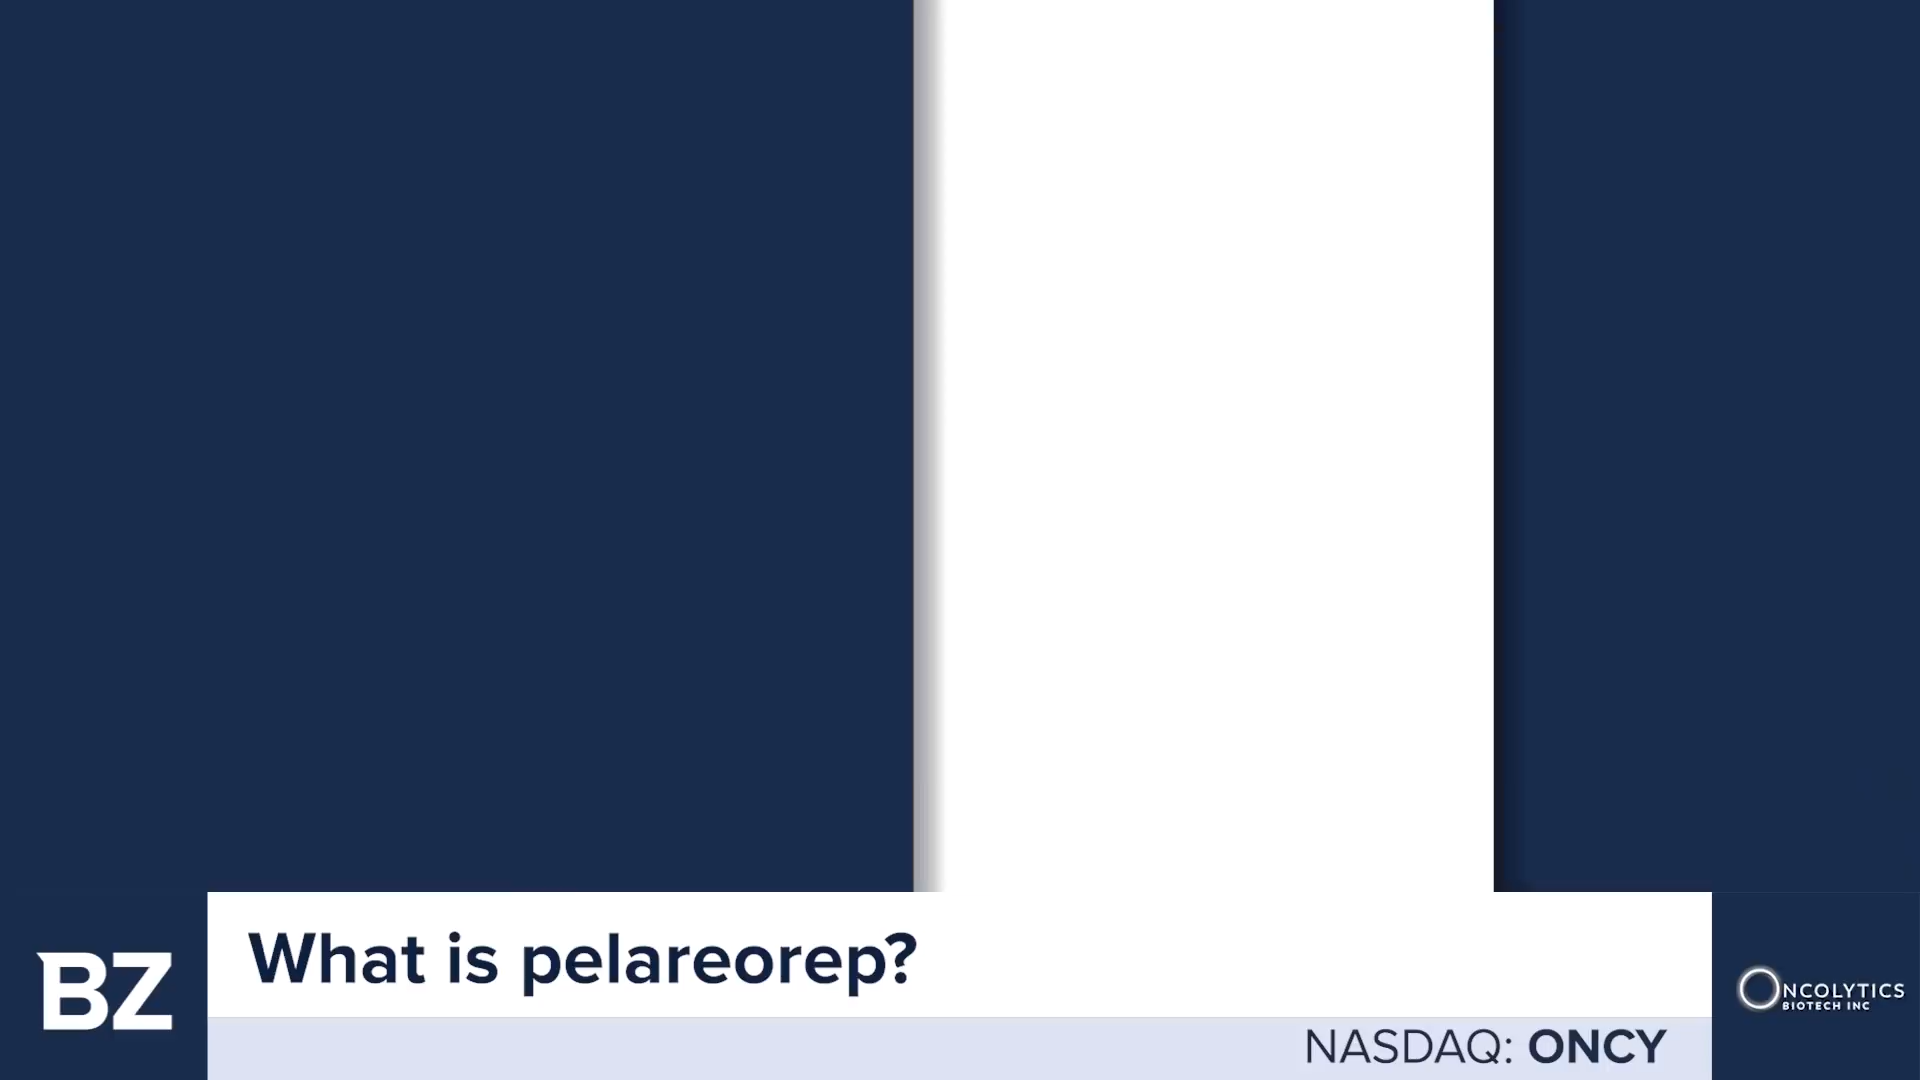 What is pelareorep?
BZ
ONCOLYTICS
BIOTECH INC
NASDAQ: ONCY